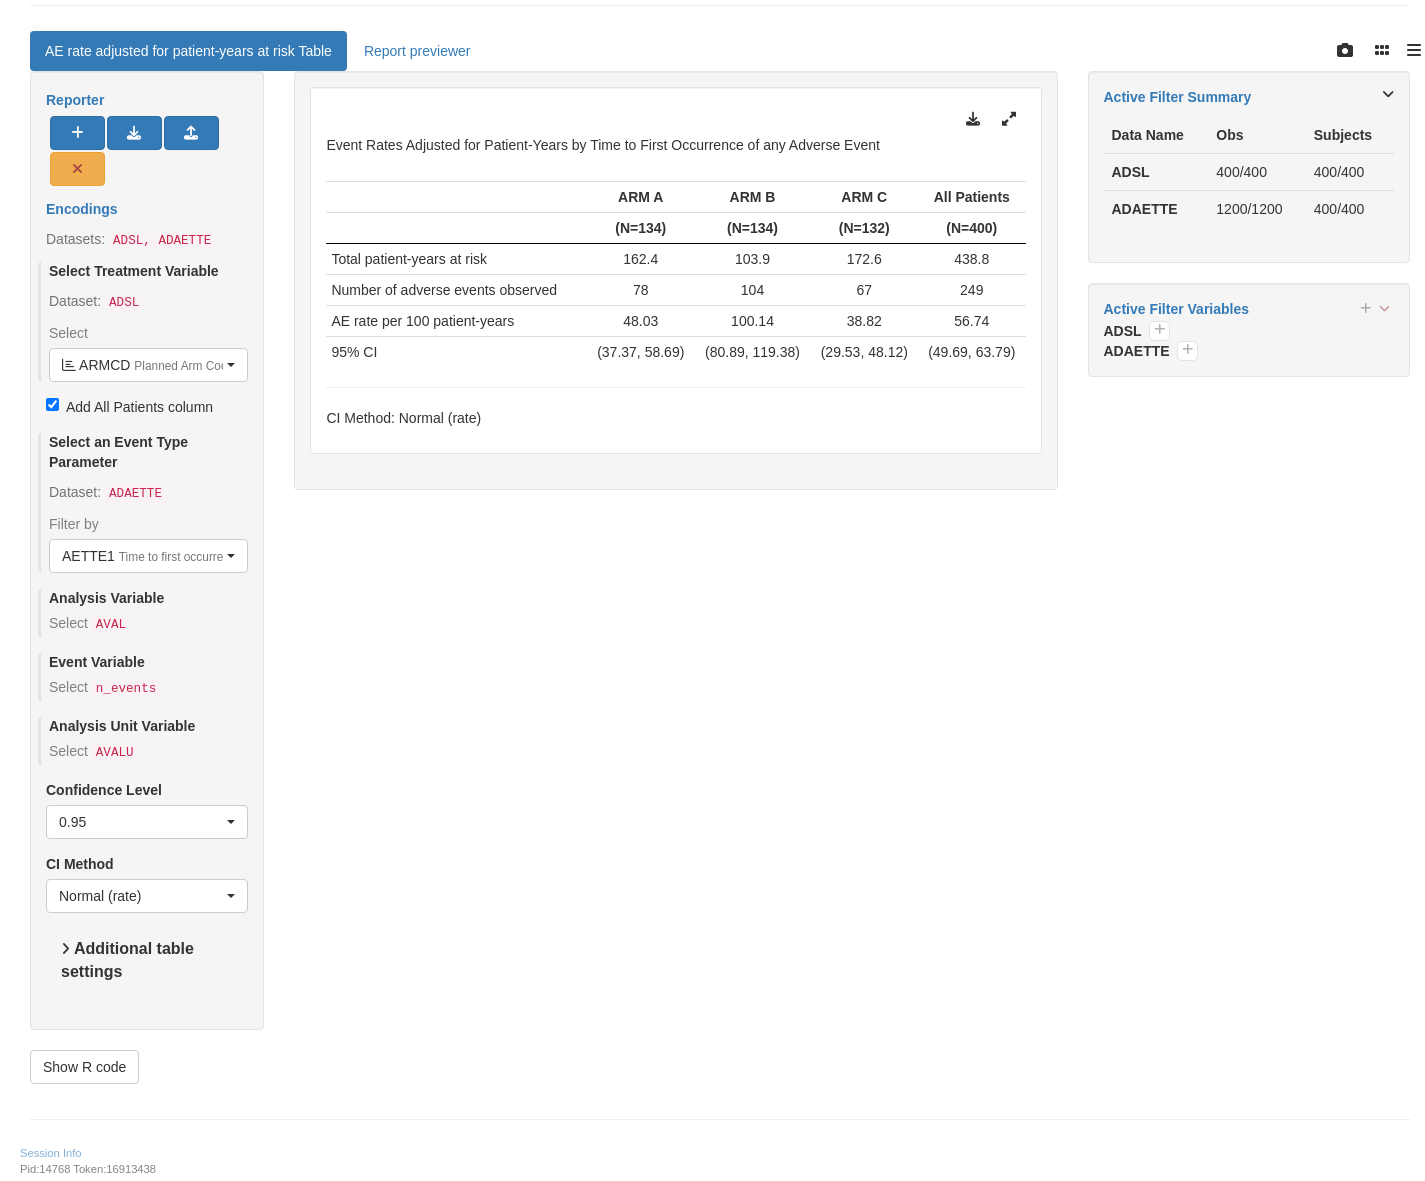 AE rate adjusted for patient-years at risk Table
Report previewer
Reporter
Encodings
Datasets: ADSL, ADAETTE
Select Treatment Variable
Dataset: ADSL
Select
ARMCD Planned Arm Coc
Add All Patients column
Select an Event Type
Parameter
Dataset: ADAETTE
Filter by
AETTE1 Time to first occurre
Analysis Variable
Select AVAL
Event Variable
Select n_events
Analysis Unit Variable
Select AVALU
Confidence Level
0.95
CI Method
Normal (rate)
Additional table
settings
Show R code
Event Rates Adjusted for Patient-Years by Time to First Occurrence of any Adverse Event
ARM A ARM B ARM C All Patients
(N=134) (N=134) (N=132) (N=400)
Total patient-years at risk 162.4 103.9 172.6 438.8
Number of adverse events observed 78 104 67 249
AE rate per 100 patient-years 48.03 100.14 38.82 56.74
95% CI (37.37, 58.69) (80.89, 119.38) (29.53, 48.12) (49.69, 63.79)
CI Method: Normal (rate)
Active Filter Summary
Data Name Obs Subjects
ADSL 400/400 400/400
ADAETTE 1200/1200 400/400
Active Filter Variables
ADSL
ADAETTE
Session Info
Pid:14768 Token:16913438